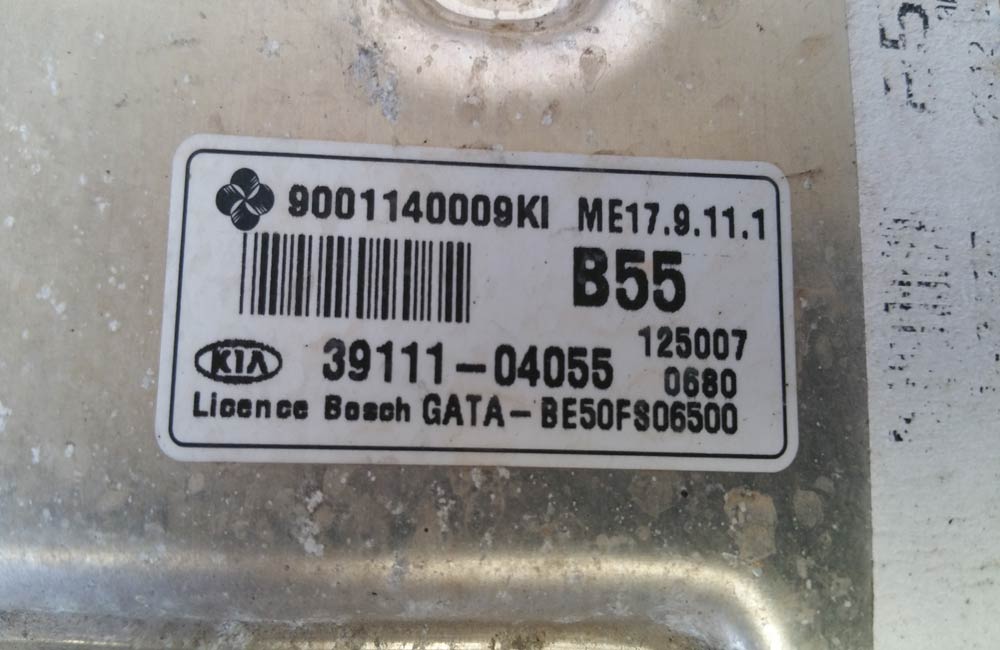 9001140009KI ME17.9.11.1
B55
KIA 39111-04055 125007
0680
Licence Bosch GATA-BE50FS06500